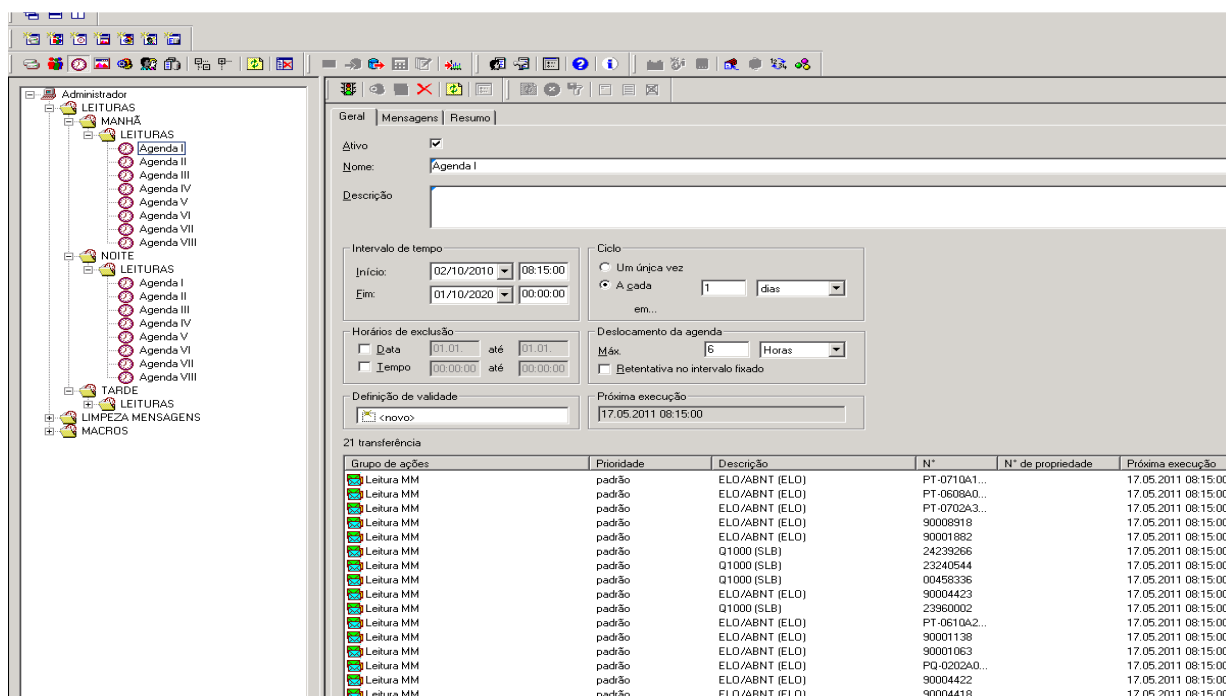 Administrador
LEITURAS
MANHÃ
LEITURAS
Agenda I
Agenda II
Agenda III
Agenda IV
Agenda V
Agenda VI
Agenda VII
Agenda VIII
NOITE
LEITURAS
Agenda I
Agenda II
Agenda III
Agenda IV
Agenda V
Agenda VI
Agenda VII
Agenda VIII
TARDE
LEITURAS
LIMPEZA MENSAGENS
MACROS
Geral Mensagens Resumo
Ativo
Nome: Agenda I
Descrição
Intervalo de tempo
Início: 02/10/2010 08:15:00
Fim: 01/10/2020 00:00:00
Ciclo
Um única vez
A cada 1 dias
em...
Horários de exclusão
Data 01.01. até 01.01.
Tempo 00:00:00 até 00:00:00
Deslocamento da agenda
Máx. 6 Horas
Retentativa no intervalo fixado
Definição de validade
<novo>
Próxima execução
17.05.2011 08:15:00
21 transferência
Grupo de ações Prioridade Descrição N° N° de propriedade Próxima execução
Leitura MM padrão ELO/ABNT (ELO) PT-0710A1... 17.05.2011 08:15:00
Leitura MM padrão ELO/ABNT (ELO) PT-0608A0... 17.05.2011 08:15:00
Leitura MM padrão ELO/ABNT (ELO) PT-0702A3... 17.05.2011 08:15:00
Leitura MM padrão ELO/ABNT (ELO) 90008918 17.05.2011 08:15:00
Leitura MM padrão ELO/ABNT (ELO) 90001882 17.05.2011 08:15:00
Leitura MM padrão Q1000 (SLB) 24239266 17.05.2011 08:15:00
Leitura MM padrão Q1000 (SLB) 23240544 17.05.2011 08:15:00
Leitura MM padrão Q1000 (SLB) 00458336 17.05.2011 08:15:00
Leitura MM padrão ELO/ABNT (ELO) 90004423 17.05.2011 08:15:00
Leitura MM padrão Q1000 (SLB) 23960002 17.05.2011 08:15:00
Leitura MM padrão ELO/ABNT (ELO) PT-0610A2... 17.05.2011 08:15:00
Leitura MM padrão ELO/ABNT (ELO) 90001138 17.05.2011 08:15:00
Leitura MM padrão ELO/ABNT (ELO) 90001063 17.05.2011 08:15:00
Leitura MM padrão ELO/ABNT (ELO) PQ-0202A0... 17.05.2011 08:15:00
Leitura MM padrão ELO/ABNT (ELO) 90004422 17.05.2011 08:15:00
Leitura MM padrão ELO/ABNT (ELO) 90004418 17.05.2011 08:15:00